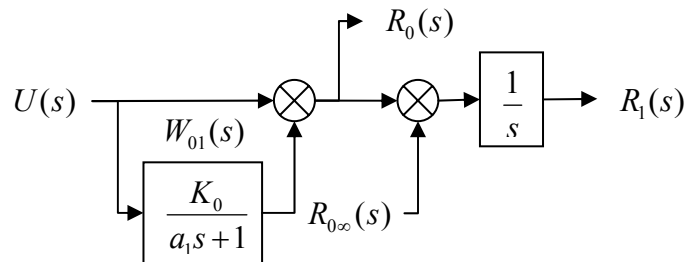 R₀(s)
U(s)
1/s
R₁(s)
W₀₁(s)
K₀/(a₁s + 1)
R₀∞(s)